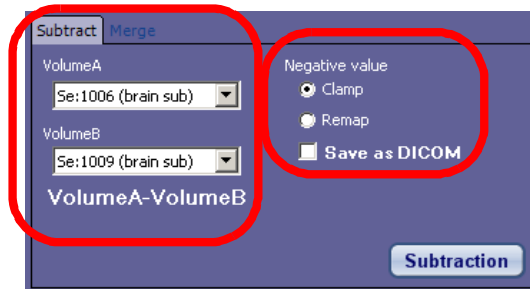 Subtract Merge
VolumeA
Se:1006 (brain sub)
VolumeB
Se:1009 (brain sub)
VolumeA-VolumeB
Negative value
Clamp
Remap
Save as DICOM
Subtraction